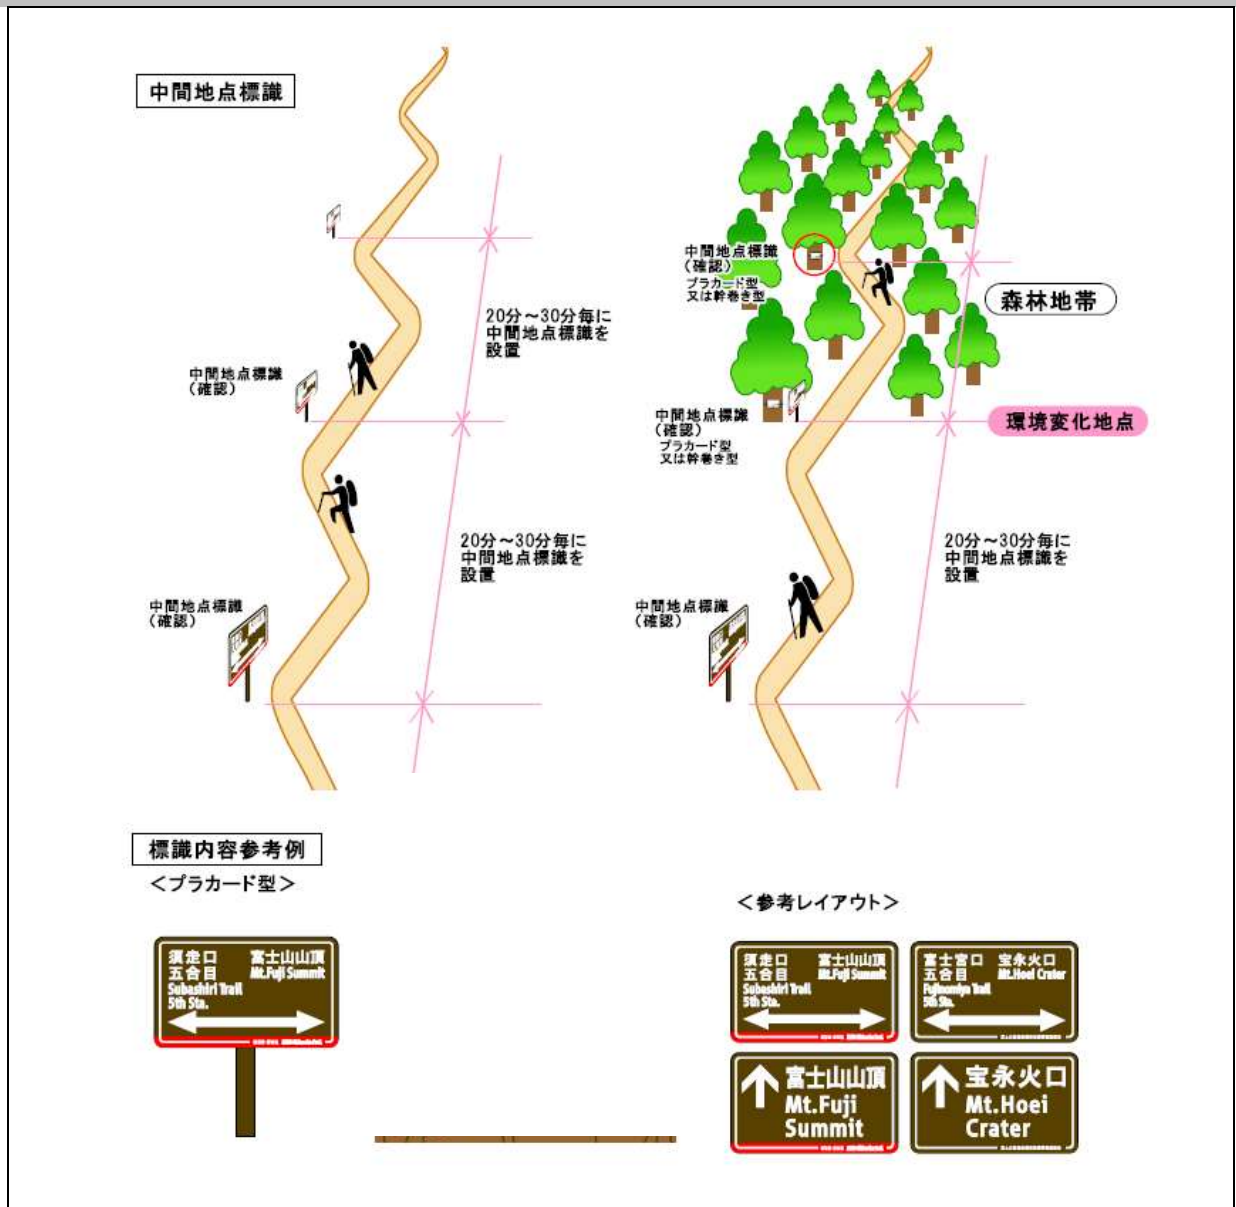 中間地点標識
20分～30分毎に
中間地点標識を
設置
中間地点標識
（確認）
20分～30分毎に
中間地点標識を
設置
中間地点標識
（確認）
中間地点標識
（確認）
プラカード型
又は幹巻き型
森林地帯
中間地点標識
（確認）
プラカード型
又は幹巻き型
環境変化地点
20分～30分毎に
中間地点標識を
設置
中間地点標識
（確認）
標識内容参考例
＜プラカード型＞
須走口 富士山山頂
五合目 Mt.Fuji Summit
Subashiri Trail
5th Sta.
＜参考レイアウト＞
須走口 富士山山頂
五合目 Mt.Fuji Summit
Subashiri Trail
5th Sta.
富士宮口 宝永火口
五合目 Mt.Hoei Crater
Fujinomiya Trail
5th Sta.
富士山山頂
Mt.Fuji
Summit
宝永火口
Mt.Hoei
Crater